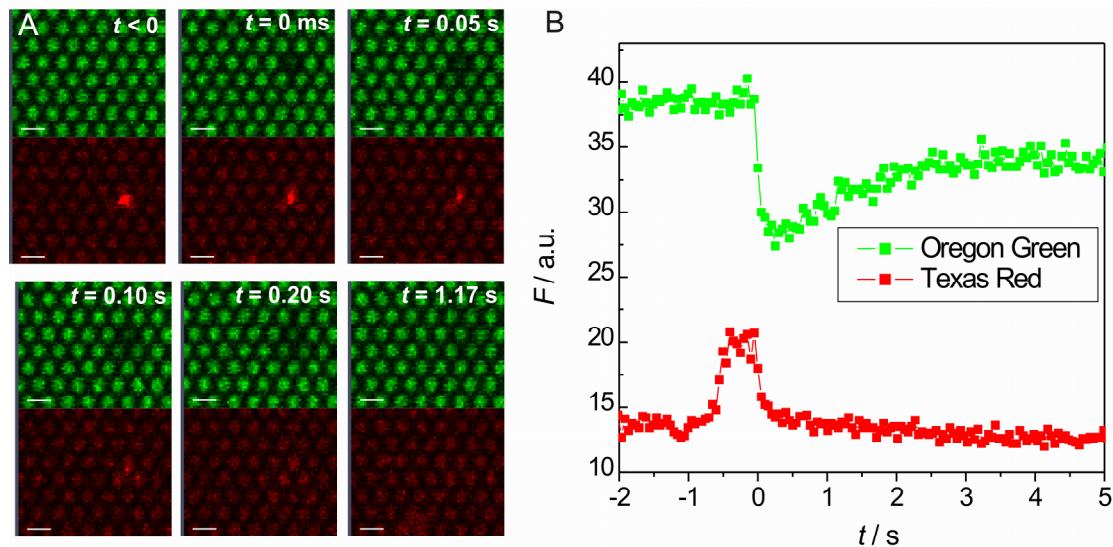 A
t < 0
t = 0 ms
t = 0.05 s
t = 0.10 s
t = 0.20 s
t = 1.17 s
B
40
35
30
25
20
15
10
F / a.u.
Oregon Green
Texas Red
-2 -1 0 1 2 3 4 5
t / s